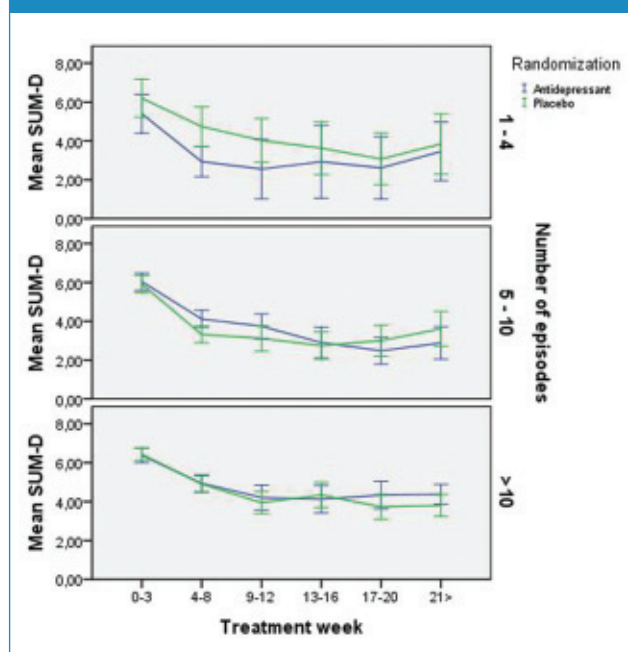 Randomization
Antidepressant
Placebo
8,00
6,00
4,00
2,00
0,00
Mean SUM-D
1 - 4
8,00
6,00
4,00
2,00
0,00
Mean SUM-D
5 - 10
Number of episodes
8,00
6,00
4,00
2,00
0,00
Mean SUM-D
>10
0-3 4-8 9-12 13-16 17-20 21>
Treatment week